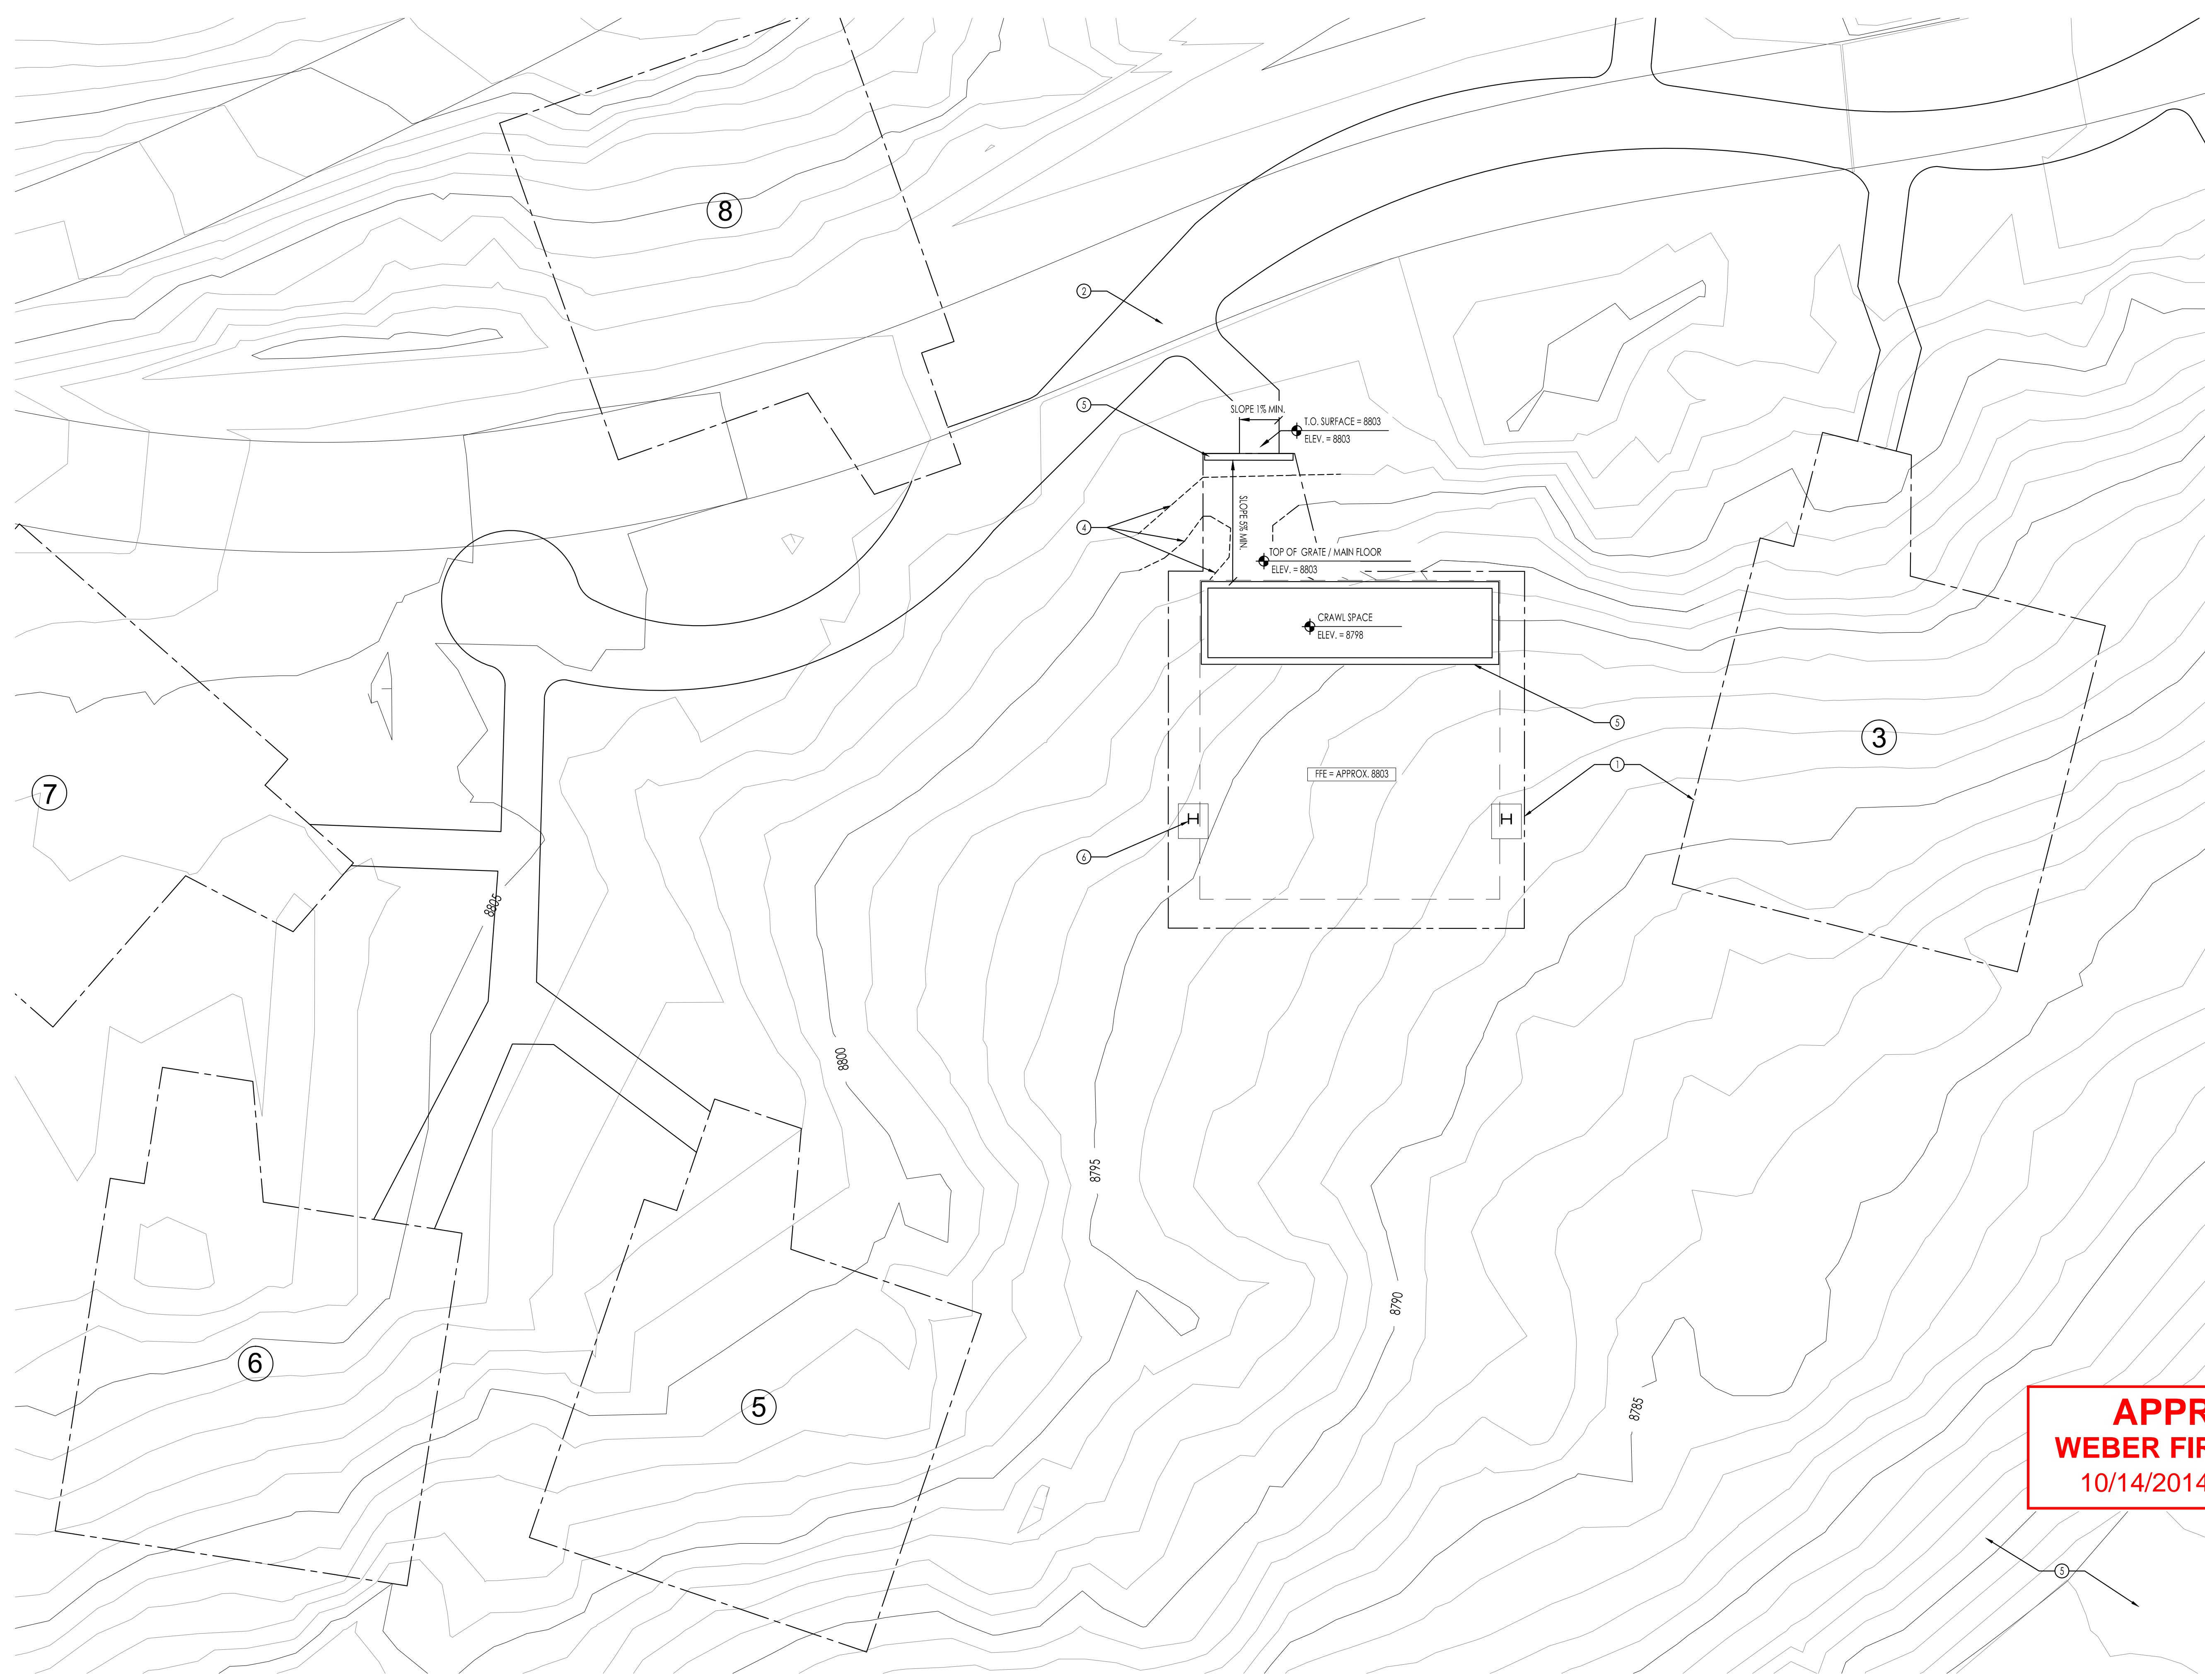 8
2
5
SLOPE 1% MIN.
T.O. SURFACE = 8803
ELEV. = 8803
SLOPE 5% MIN.
4
TOP OF GRATE / MAIN FLOOR
ELEV. = 8803
CRAWL SPACE
ELEV. = 8798
5
3
1
FFE = APPROX. 8803
7
H
H
6
8805
8800
8795
8790
8785
6
5
APPR
WEBER FIR
10/14/2014
5